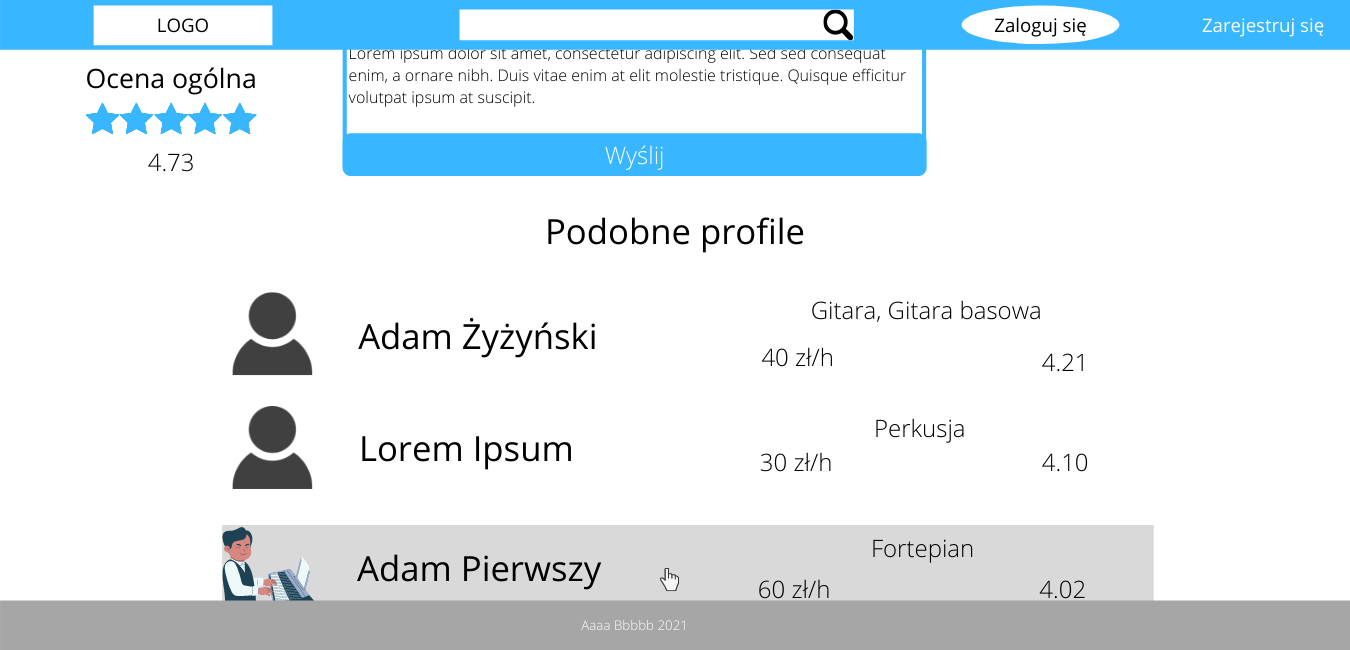 LOGO
Zaloguj się
Zarejestruj się
Lorem ipsum dolor sit amet, consectetur adipiscing elit. Sed sed consequat
enim, a ornare nibh. Duis vitae enim at elit molestie tristique. Quisque efficitur
volutpat ipsum at suscipit.
Wyślij
Ocena ogólna
4.73
Podobne profile
Adam Żyżyński
Gitara, Gitara basowa
40 zł/h
4.21
Lorem Ipsum
Perkusja
30 zł/h
4.10
Adam Pierwszy
Fortepian
60 zł/h
4.02
Aaaa Bbbbb 2021